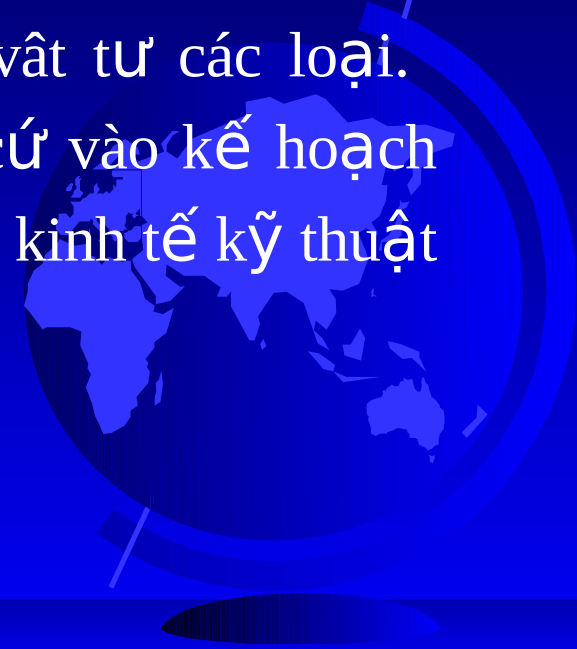 vât tư các loại.
cứ vào kế hoạch
kinh tế kỹ thuật